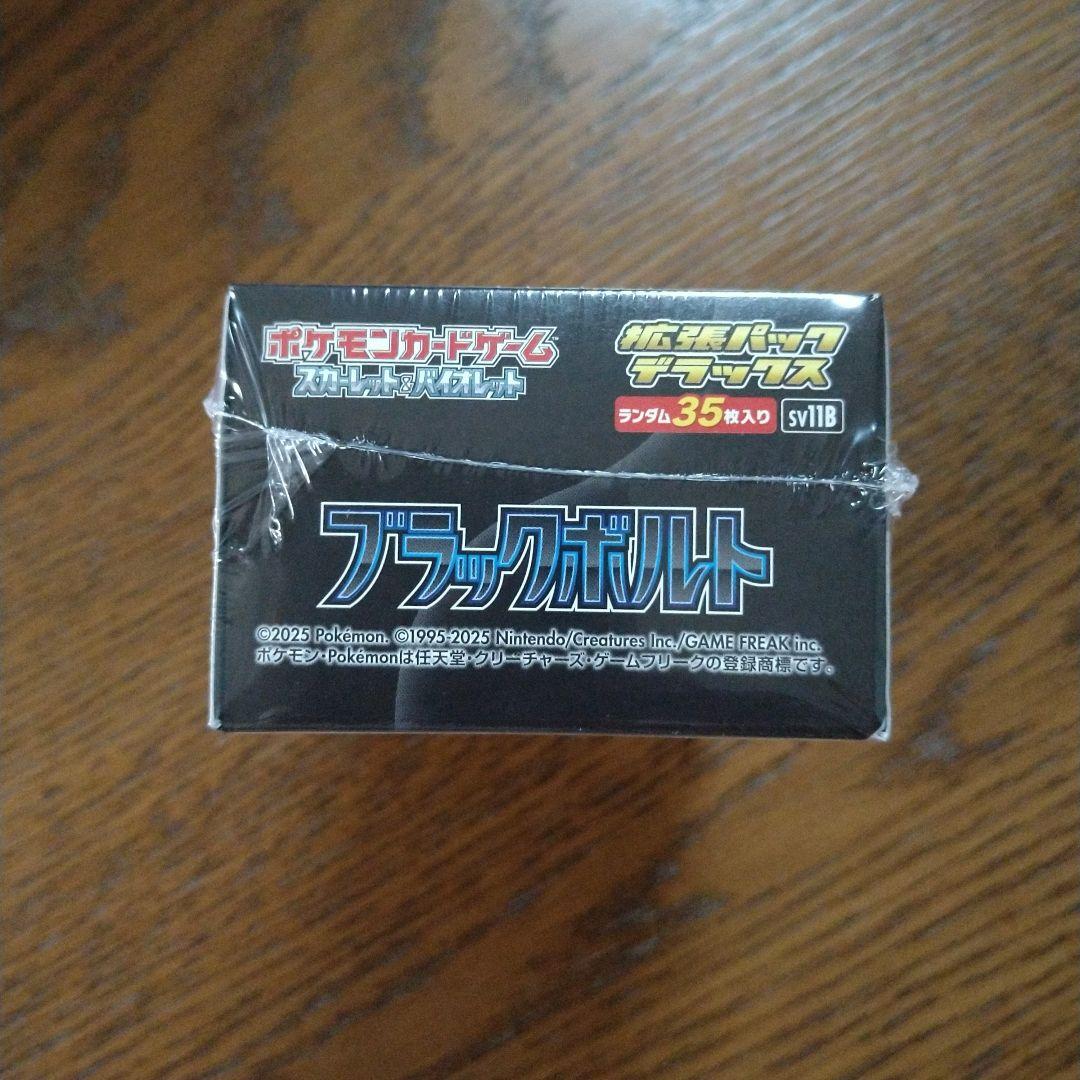 ポケモンカードゲーム™
スカーレット&バイオレット
拡張パック
デラックス
ランダム35枚入り SV11B
ブラックボルト
©2025 Pokémon. ©1995-2025 Nintendo/Creatures Inc./GAME FREAK inc.
ポケモン・Pokémonは任天堂・クリーチャーズ・ゲームフリークの登録商標です。